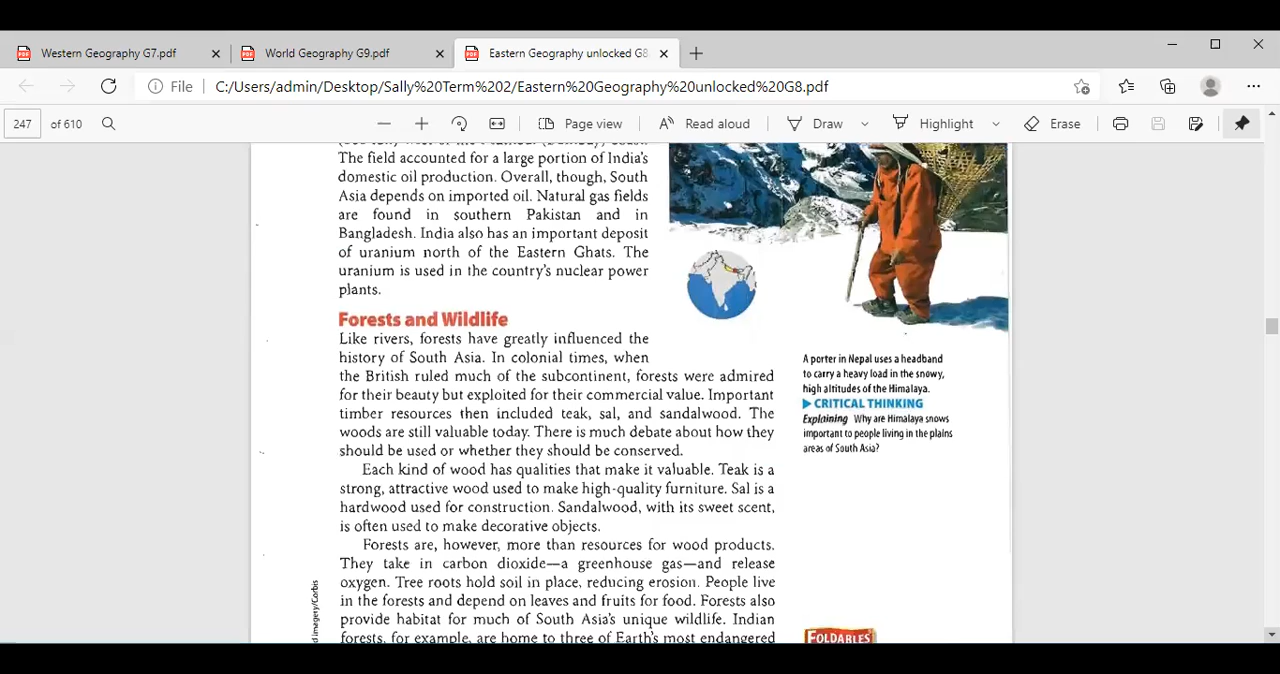 Western Geography G7.pdf
World Geography G9.pdf
Eastern Geography unlocked G8
File
C:/Users/admin/Desktop/Sally%20Term%202/Eastern%20Geography%20unlocked%20G8.pdf
247 of 610
Page view
Read aloud
Draw
Highlight
Erase
The field accounted for a large portion of India's
domestic oil production. Overall, though, South
Asia depends on imported oil. Natural gas fields
are found in southern Pakistan and in
Bangladesh. India also has an important deposit
of uranium north of the Eastern Ghats. The
uranium is used in the country's nuclear power
plants.
Forests and Wildlife
Like rivers, forests have greatly influenced the
history of South Asia. In colonial times, when
the British ruled much of the subcontinent, forests were admired
for their beauty but exploited for their commercial value. Important
timber resources then included teak, sal, and sandalwood. The
woods are still valuable today. There is much debate about how they
should be used or whether they should be conserved.
Each kind of wood has qualities that make it valuable. Teak is a
strong, attractive wood used to make high-quality furniture. Sal is a
hardwood used for construction. Sandalwood, with its sweet scent,
is often used to make decorative objects.
Forests are, however, more than resources for wood products.
They take in carbon dioxide—a greenhouse gas—and release
oxygen. Tree roots hold soil in place, reducing erosion. People live
in the forests and depend on leaves and fruits for food. Forests also
provide habitat for much of South Asia's unique wildlife. Indian
forests, for example, are home to three of Earth's most endangered
A porter in Nepal uses a headband
to carry a heavy load in the snowy,
high altitudes of the Himalaya.
▶ CRITICAL THINKING
Explaining Why are Himalaya snows
important to people living in the plains
areas of South Asia?
FOLDABLES
imagery/Corbis